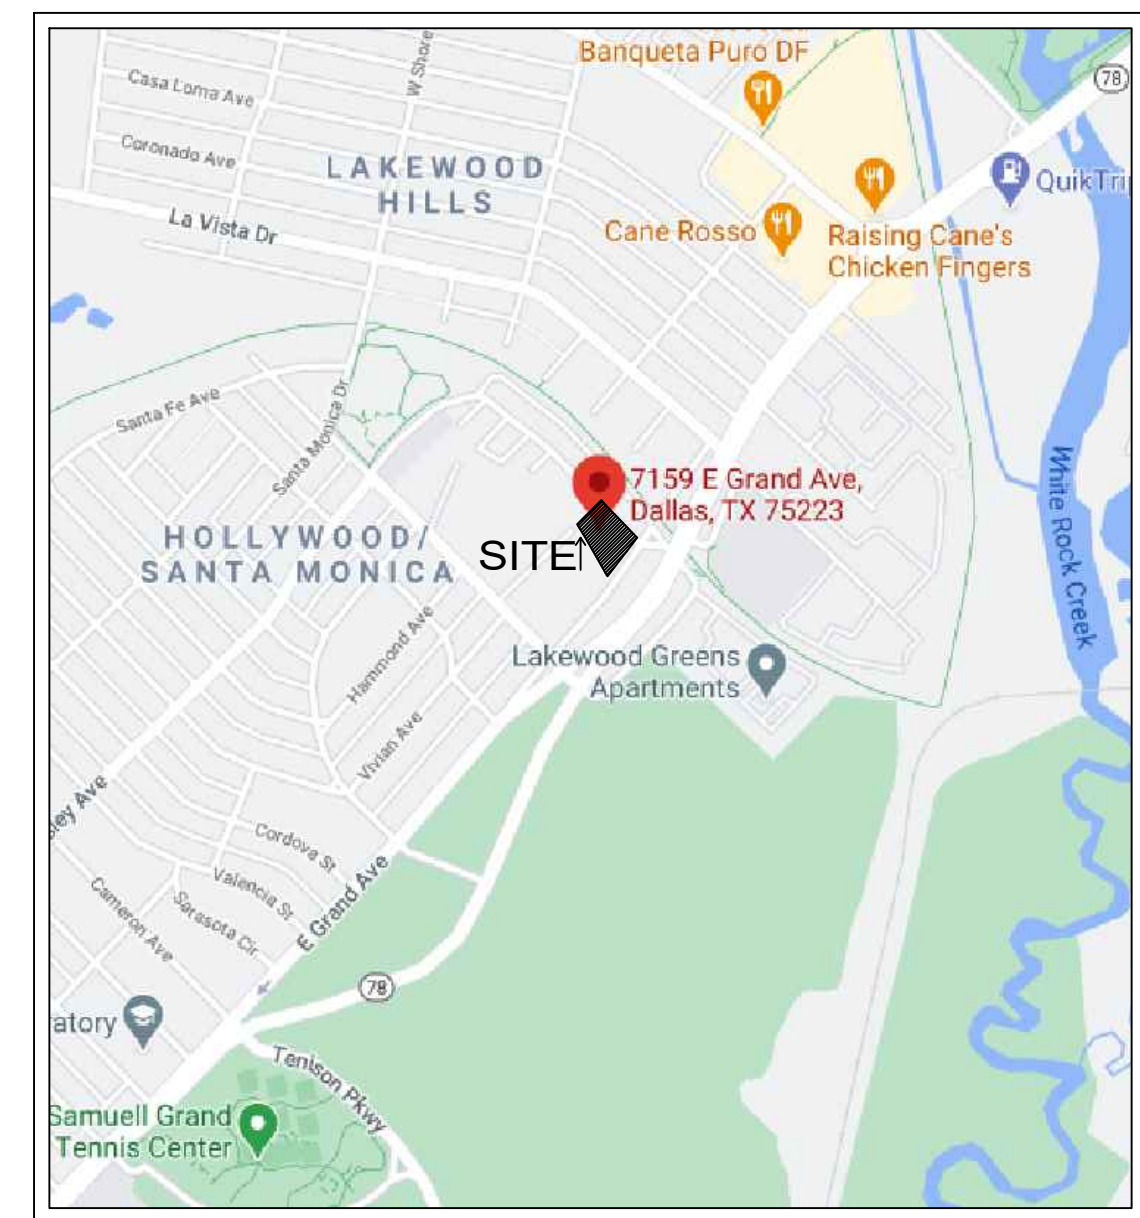 W Shore
Banqueta Puro DF
78
Casa Loma Ave
Coronado Ave
LAKEWOOD
HILLS
QuikTrip
La Vista Dr
Cane Rosso
Raising Cane's
Chicken Fingers
Santa Fe Ave
Santa Monica Dr
7159 E Grand Ave,
Dallas, TX 75223
White Rock Creek
HOLLYWOOD/
SANTA MONICA
SITE
Hammond Ave
Lakewood Greens
Apartments
Vivian Ave
ley Ave
Cordova St
Valencia St
E Grand Ave
Cameron Ave
Sarasota Cir
78
atory
Tenison Pkwy
Samuell Grand
Tennis Center